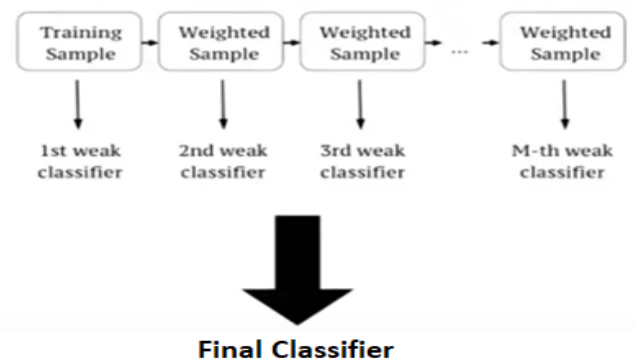 Training Weighted Weighted Weighted
Sample Sample Sample ... Sample
1st weak 2nd weak 3rd weak M-th weak
classifier classifier classifier classifier
Final Classifier